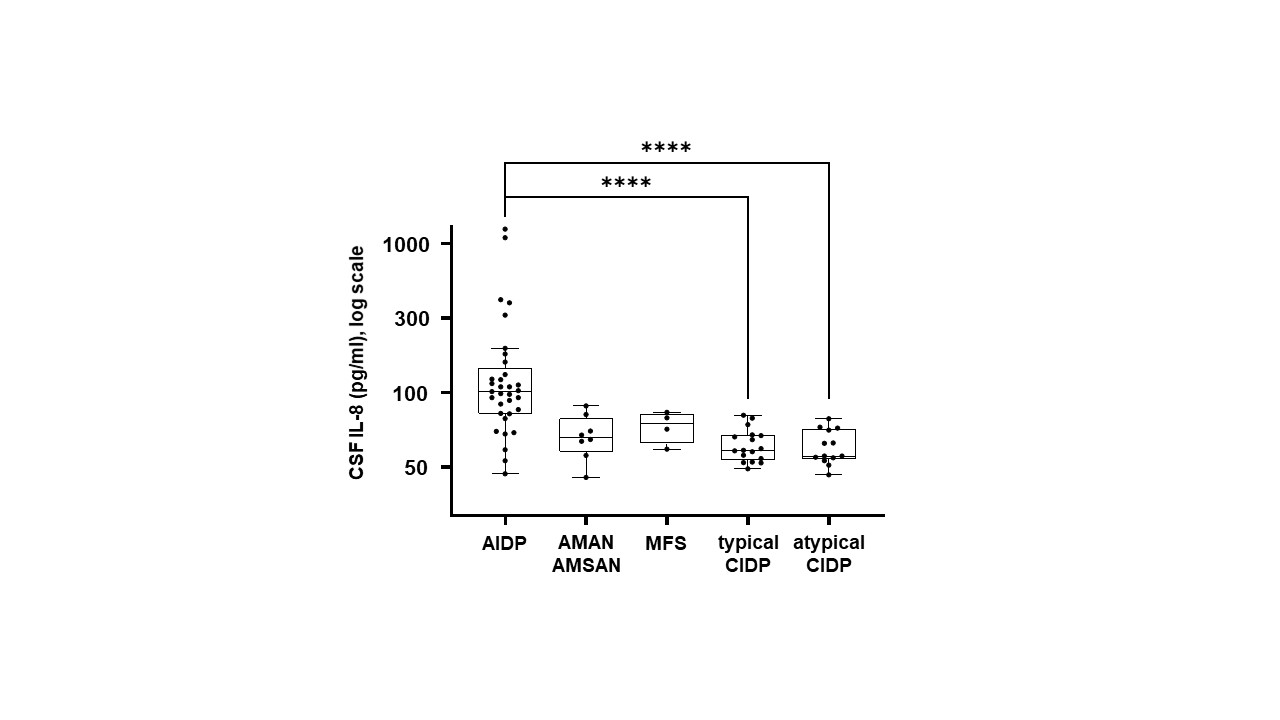 ****
****
CSF IL-8 (pg/ml), log scale
1000
300
100
50
AIDP
AMAN
AMSAN
MFS
typical
CIDP
atypical
CIDP